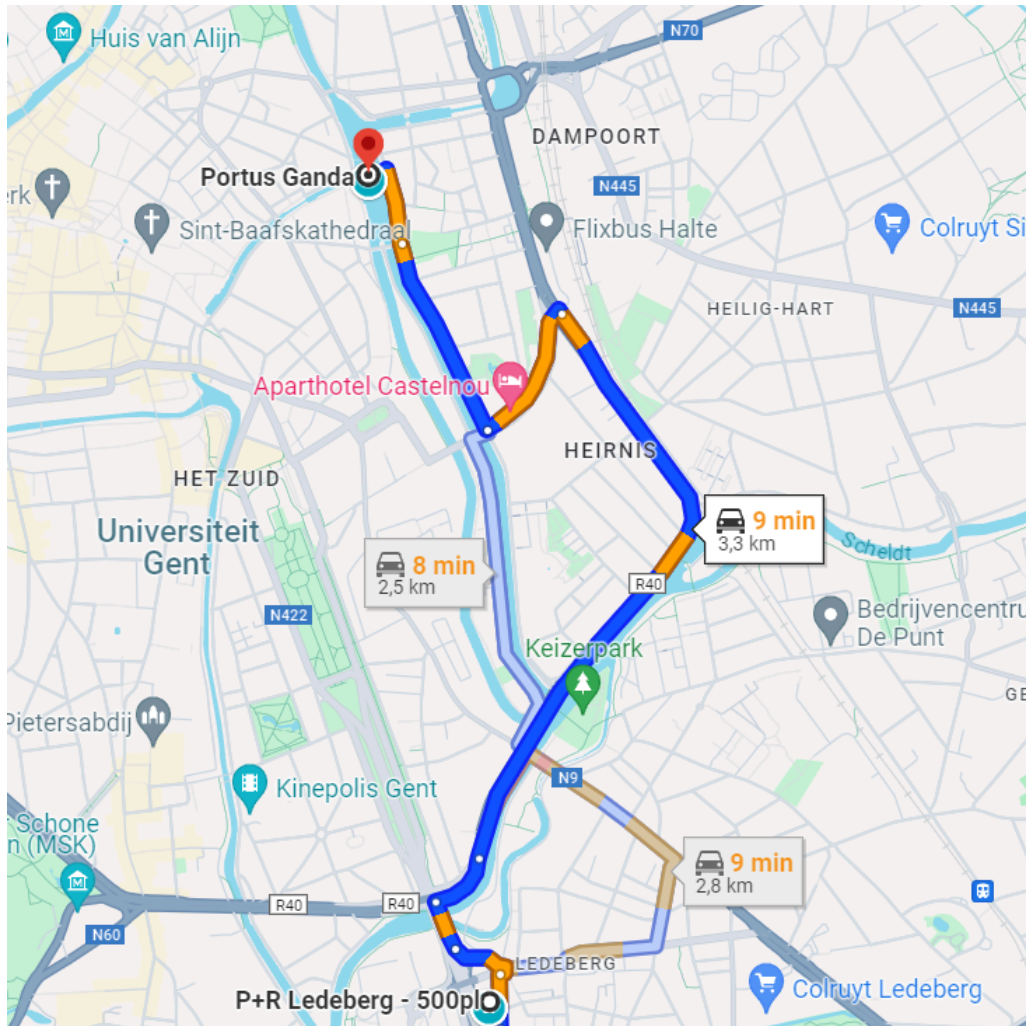 Huis van Alijn
N70
DAMPOORT
Portus Ganda
N445
erk
Sint-Baafskathedraal
Flixbus Halte
Colruyt Si
HEILIG-HART
N445
Aparthotel Castelnou
HEIRNIS
HET ZUID
Universiteit
Gent
9 min
3,3 km
Scheldt
8 min
2,5 km
R40
N422
Bedrijvencentru
De Punt
Keizerpark
GE
Pietersabdij
N9
Kinepolis Gent
r Schone
n (MSK)
9 min
2,8 km
R40
R40
N60
LEDEBERG
P+R Ledeberg - 500pl
Colruyt Ledeberg